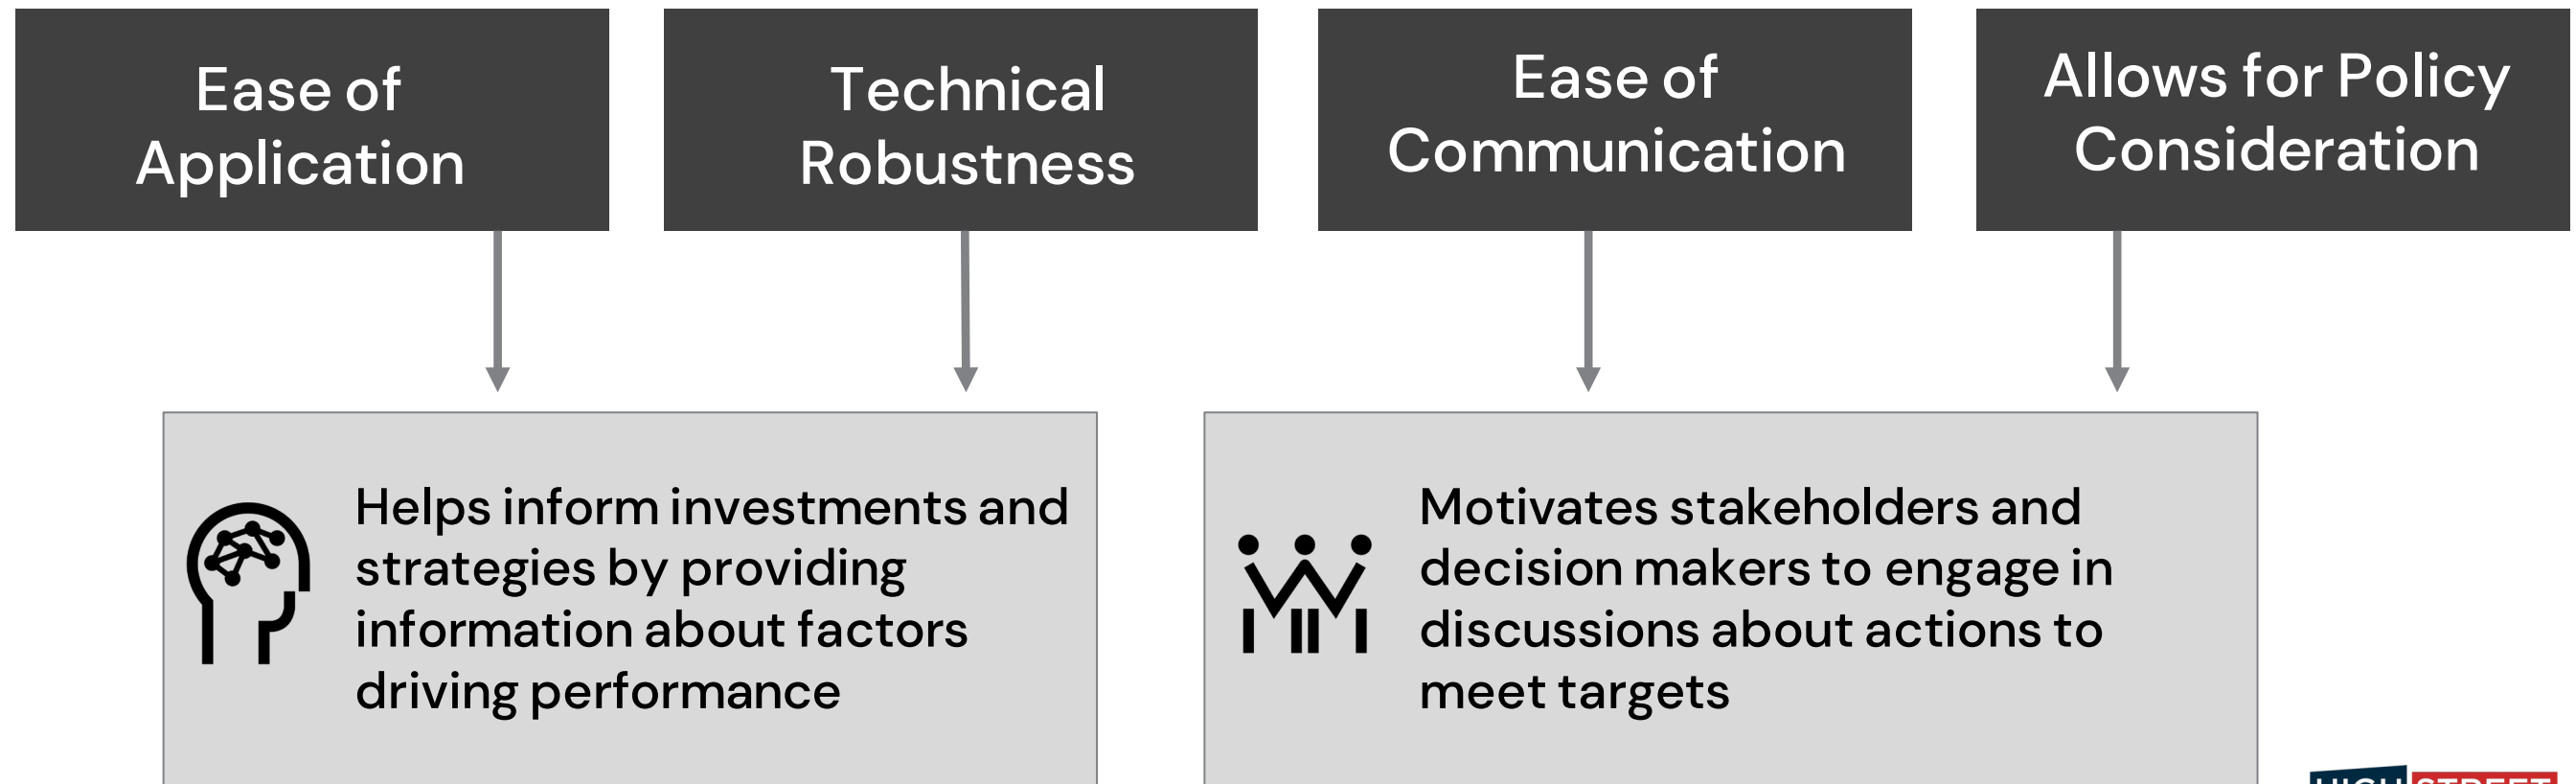 Ease of
Application
Technical
Robustness
Ease of
Communication
Allows for Policy
Consideration
Helps inform investments and
strategies by providing
information about factors
driving performance
Motivates stakeholders and
decision makers to engage in
discussions about actions to
meet targets
HIGH STREET